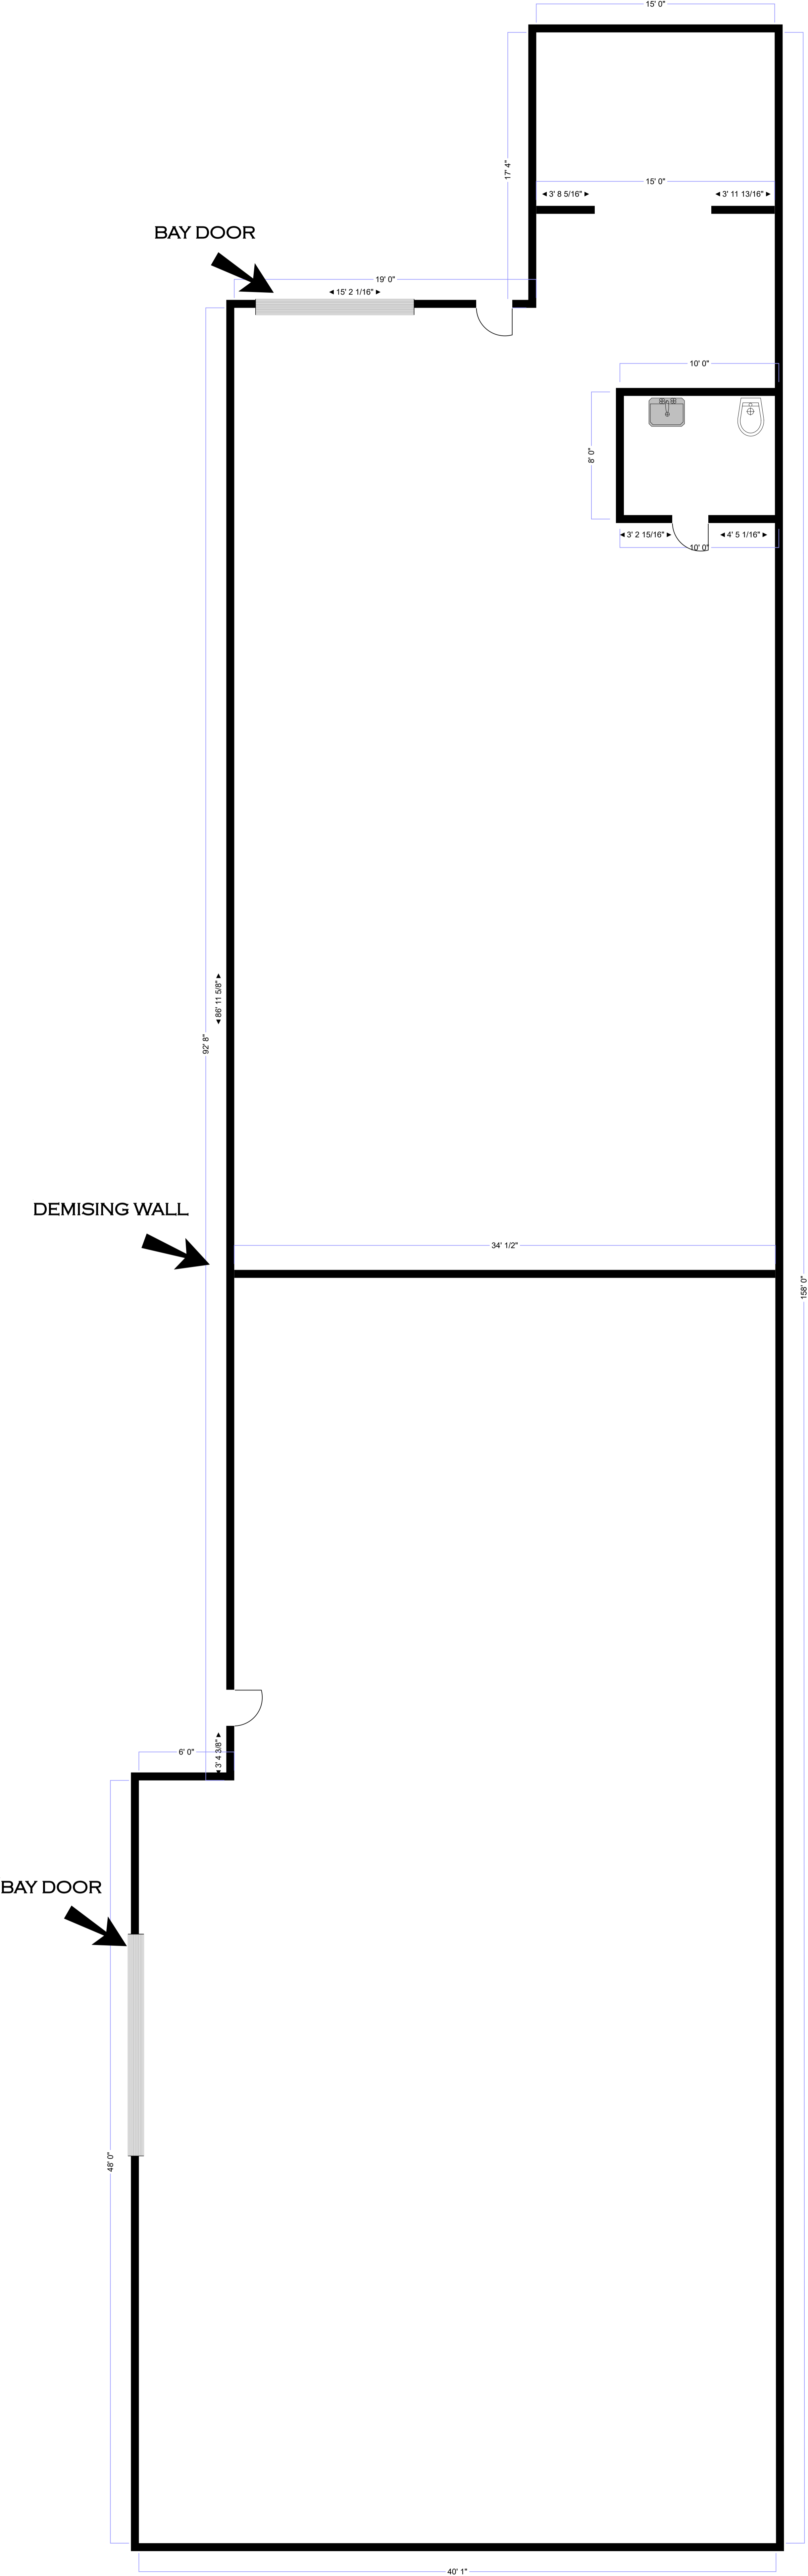 15' 0"
17' 4"
15' 0"
3' 8 5/16"
3' 11 13/16"
BAY DOOR
19' 0"
15' 2 1/16"
10' 0"
8' 0"
3' 2 15/16"
4' 5 1/16"
10' 0"
86' 11 5/8"
92' 8"
DEMISING WALL
34' 1/2"
158' 0"
6' 0"
3' 4 3/8"
BAY DOOR
48' 0"
40' 1"